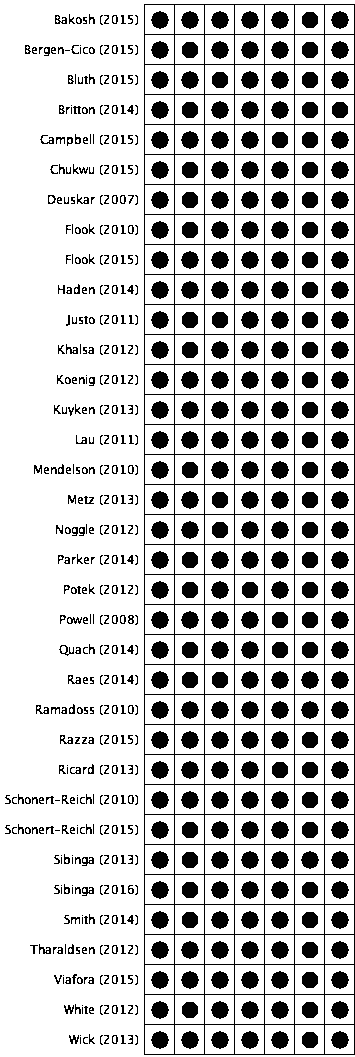 Bakosh (2015)
Bergen-Cico (2015)
Bluth (2015)
Britton (2014)
Campbell (2015)
Chukwu (2015)
Deuskar (2007)
Flook (2010)
Flook (2015)
Haden (2014)
Justo (2011)
Khalsa (2012)
Koenig (2012)
Kuyken (2013)
Lau (2011)
Mendelson (2010)
Metz (2013)
Noggle (2012)
Parker (2014)
Potek (2012)
Powell (2008)
Quach (2014)
Raes (2014)
Ramadoss (2010)
Razza (2015)
Ricard (2013)
Schonert-Reichl (2010)
Schonert-Reichl (2015)
Sibinga (2013)
Sibinga (2016)
Smith (2014)
Tharaldsen (2012)
Viafora (2015)
White (2012)
Wick (2013)